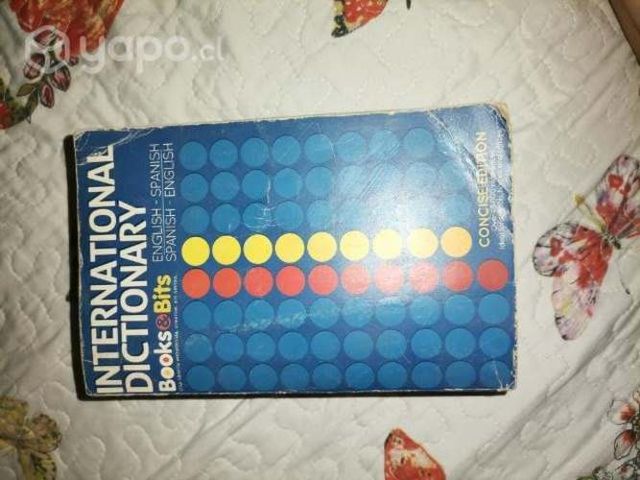 yapo.cl
INTERNATIONAL
DICTIONARY
Books&Bits
ENGLISH - SPANISH
SPANISH - ENGLISH
CONCISE EDITION